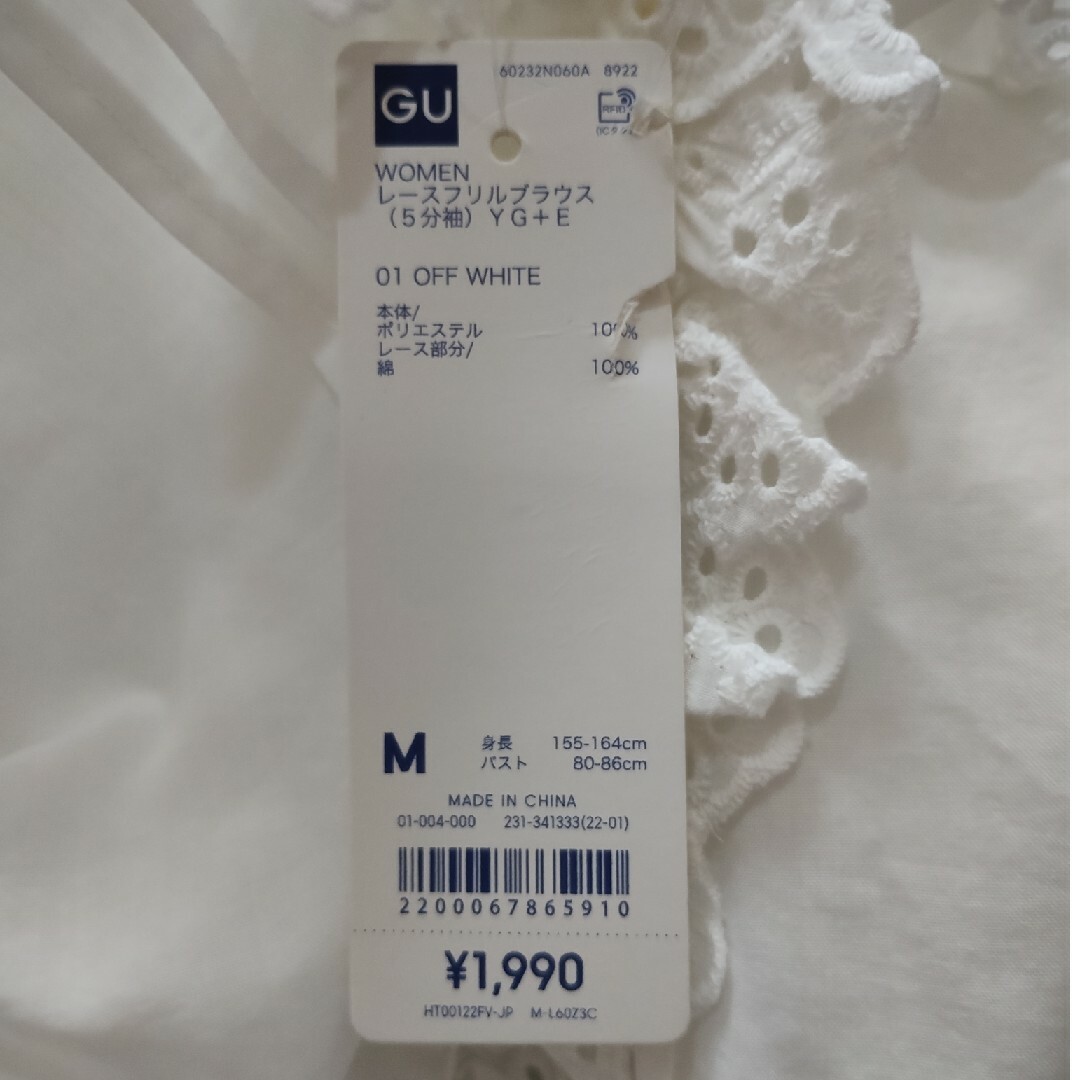 60232N060A 8922
GU
RFID
WOMEN
レースフリルブラウス
(5分袖) YG+E
01 OFF WHITE
本体/
ポリエステル 100%
レース部分/
綿 100%
M 身長 155-164cm
バスト 80-86cm
MADE IN CHINA
01-004-000 231-341333(22-01)
2200067865910
¥1,990
HT00122FV-JP M-L60Z3C